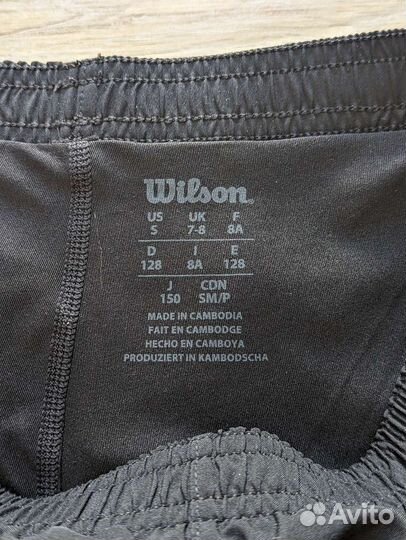 Wilson.
US UK F
S 7-8 8A
D I E
128 8A 128
J CDN
150 SM/P
MADE IN CAMBODIA
FAIT EN CAMBODGE
HECHO EN CAMBOYA
PRODUZIERT IN KAMBODSCHA
Avito